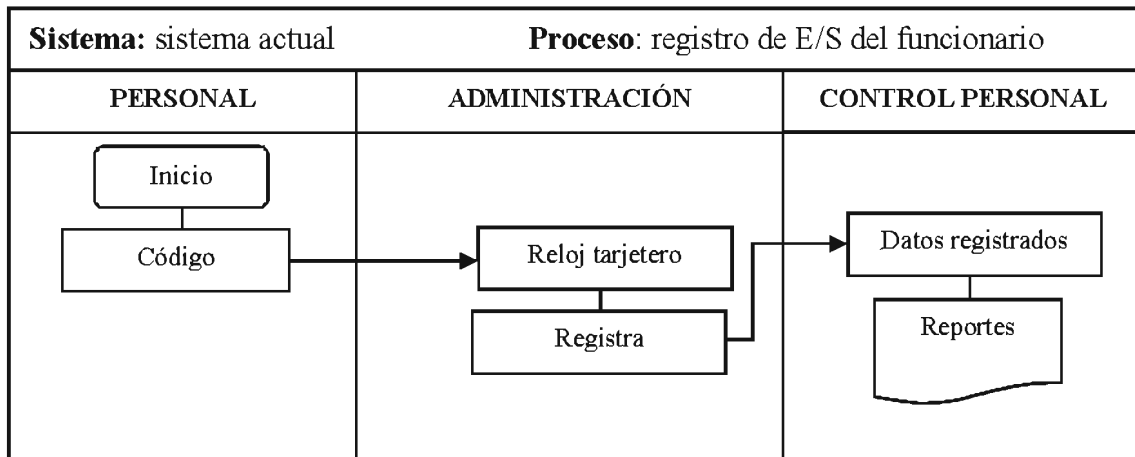 Sistema: sistema actual Proceso: registro de E/S del funcionario
PERSONAL ADMINISTRACIÓN CONTROL PERSONAL
Inicio
Código
Reloj tarjetero
Registra
Datos registrados
Reportes